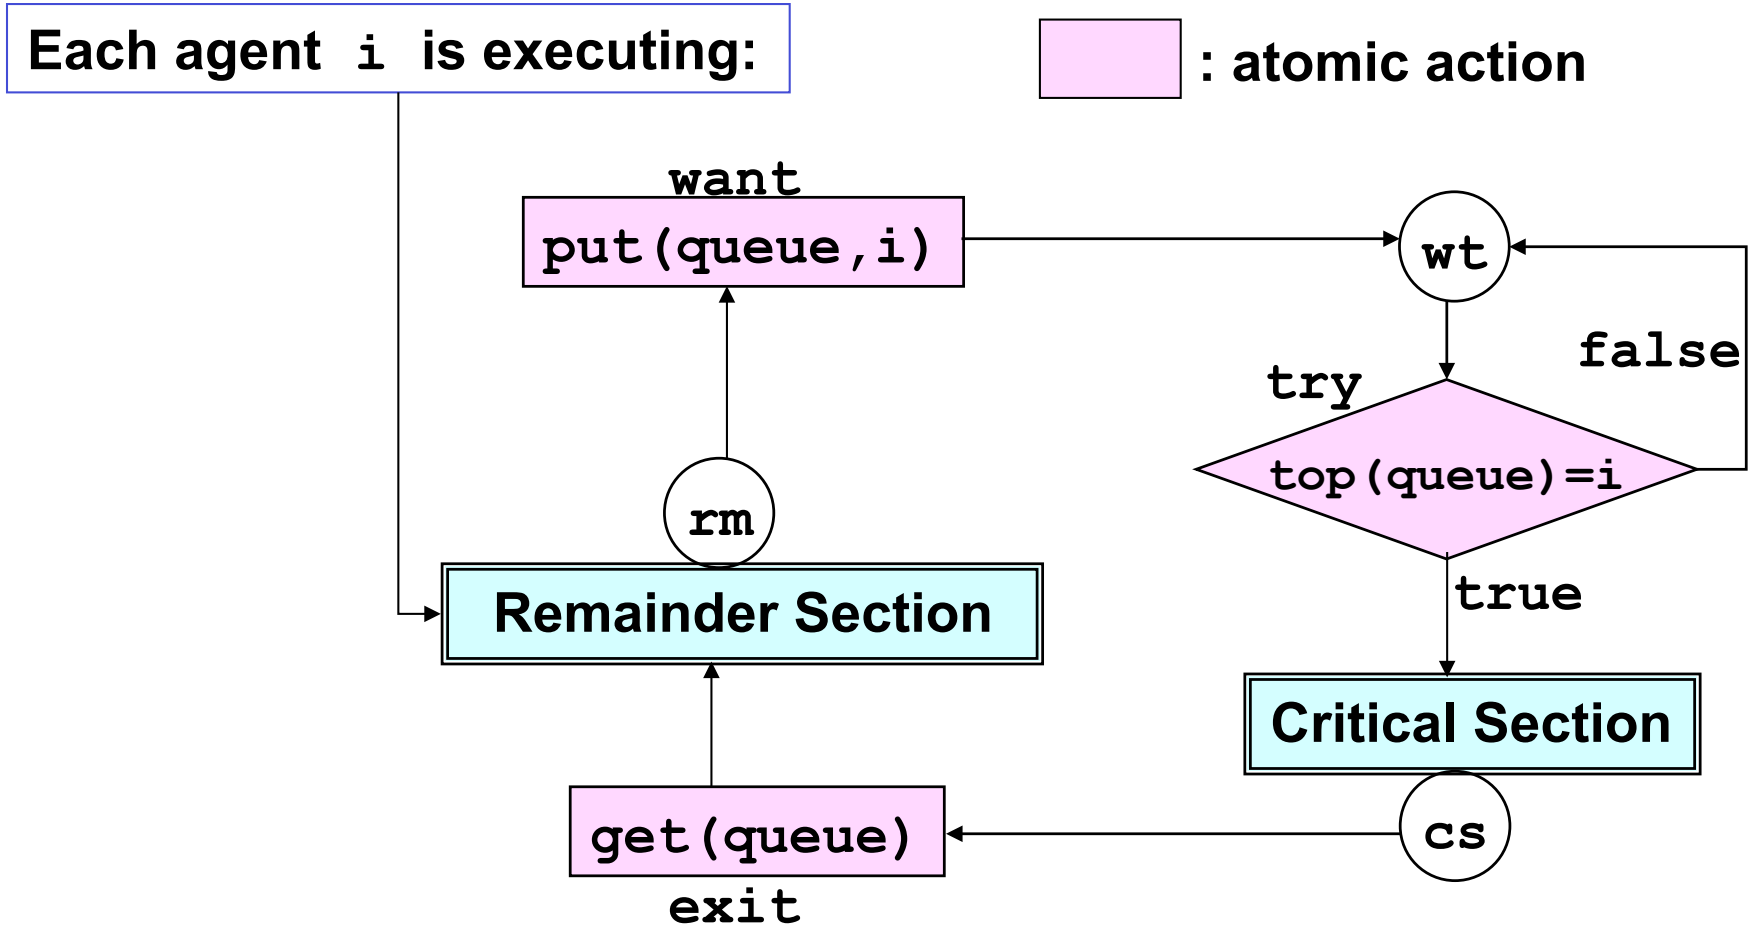 Each agent i is executing:
: atomic action
want
put(queue,i)
wt
false
try
top(queue)=i
rm
true
Remainder Section
Critical Section
get(queue)
cs
exit